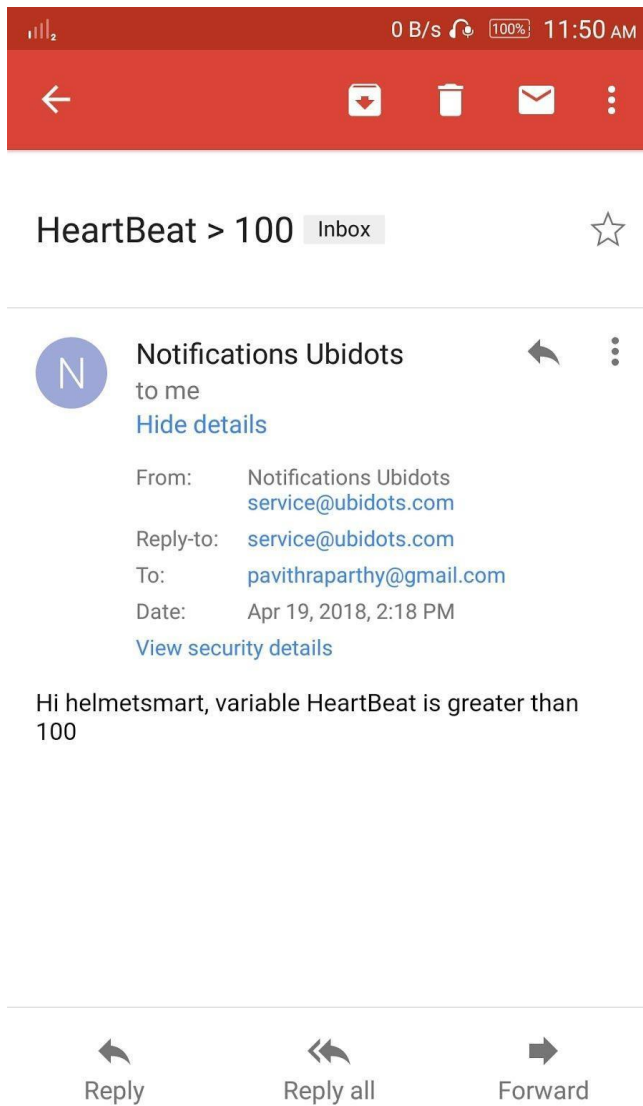 2 0 B/s 100% 11:50 AM
HeartBeat > 100 Inbox
N Notifications Ubidots
to me
Hide details
From: Notifications Ubidots
service@ubidots.com
Reply-to: service@ubidots.com
To: pavithraparthy@gmail.com
Date: Apr 19, 2018, 2:18 PM
View security details
Hi helmetsmart, variable HeartBeat is greater than
100
Reply Reply all Forward